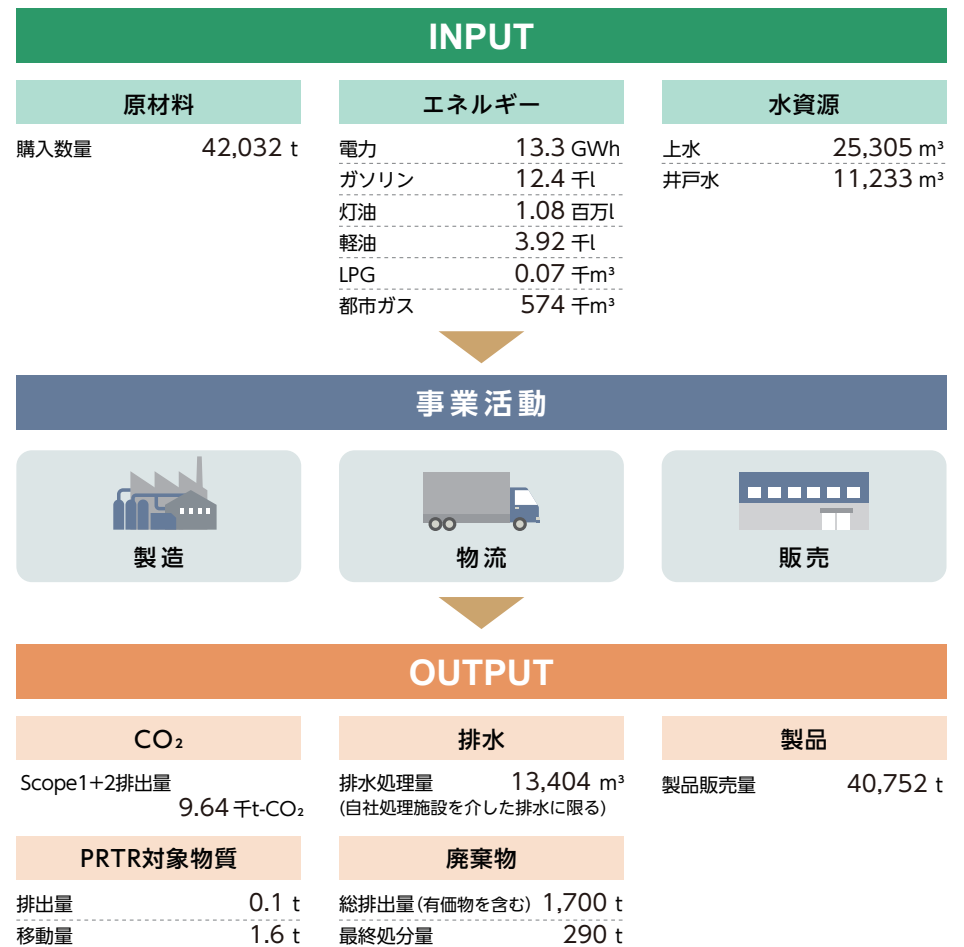 INPUT
原材料
購入数量 42,032 t
エネルギー
電力 13.3 GWh
ガソリン 12.4 千l
灯油 1.08 百万l
軽油 3.92 千l
LPG 0.07 千m³
都市ガス 574 千m³
水資源
上水 25,305 m³
井戸水 11,233 m³
事業活動
製造
物流
販売
OUTPUT
CO₂
Scope1+2排出量
9.64 千t-CO₂
排水
排水処理量 13,404 m³
(自社処理施設を介した排水に限る)
製品
製品販売量 40,752 t
PRTR対象物質
排出量 0.1 t
移動量 1.6 t
廃棄物
総排出量(有価物を含む) 1,700 t
最終処分量 290 t